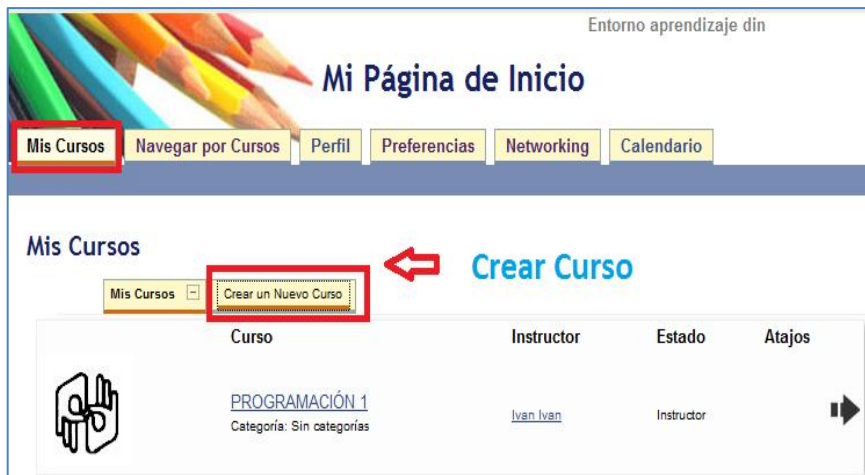 Entorno aprendizaje din
Mi Página de Inicio
Mis Cursos Navegar por Cursos Perfil Preferencias Networking Calendario
Mis Cursos
Crear Curso
Mis Cursos Crear un Nuevo Curso
Curso Instructor Estado Atajos
PROGRAMACIÓN 1 Ivan Ivan Instructor
Categoría: Sin categorías